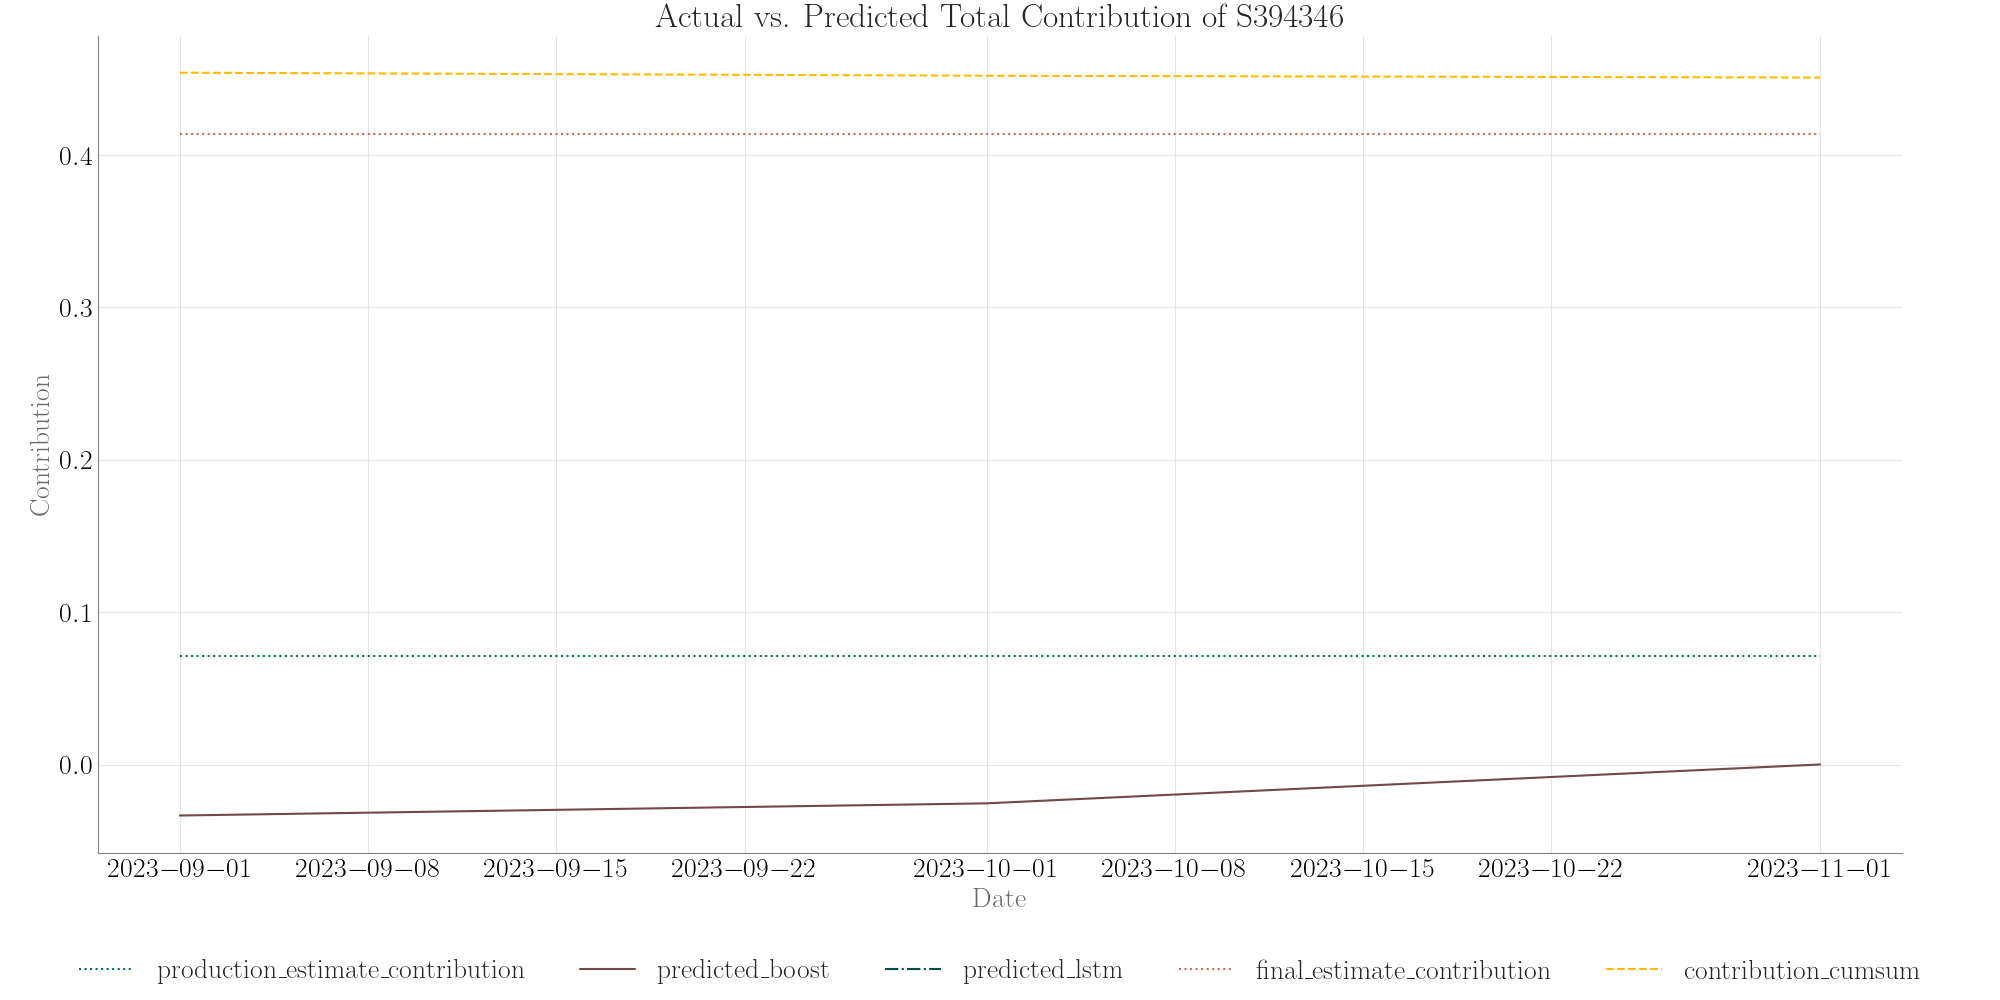 Actual vs. Predicted Total Contribution of S394346
Contribution
0.4
0.3
0.2
0.1
0.0
2023−09−01 2023−09−08 2023−09−15 2023−09−22 2023−10−01 2023−10−08 2023−10−15 2023−10−22 2023−11−01
Date
production_estimate_contribution predicted_boost predicted_lstm final_estimate_contribution contribution_cumsum